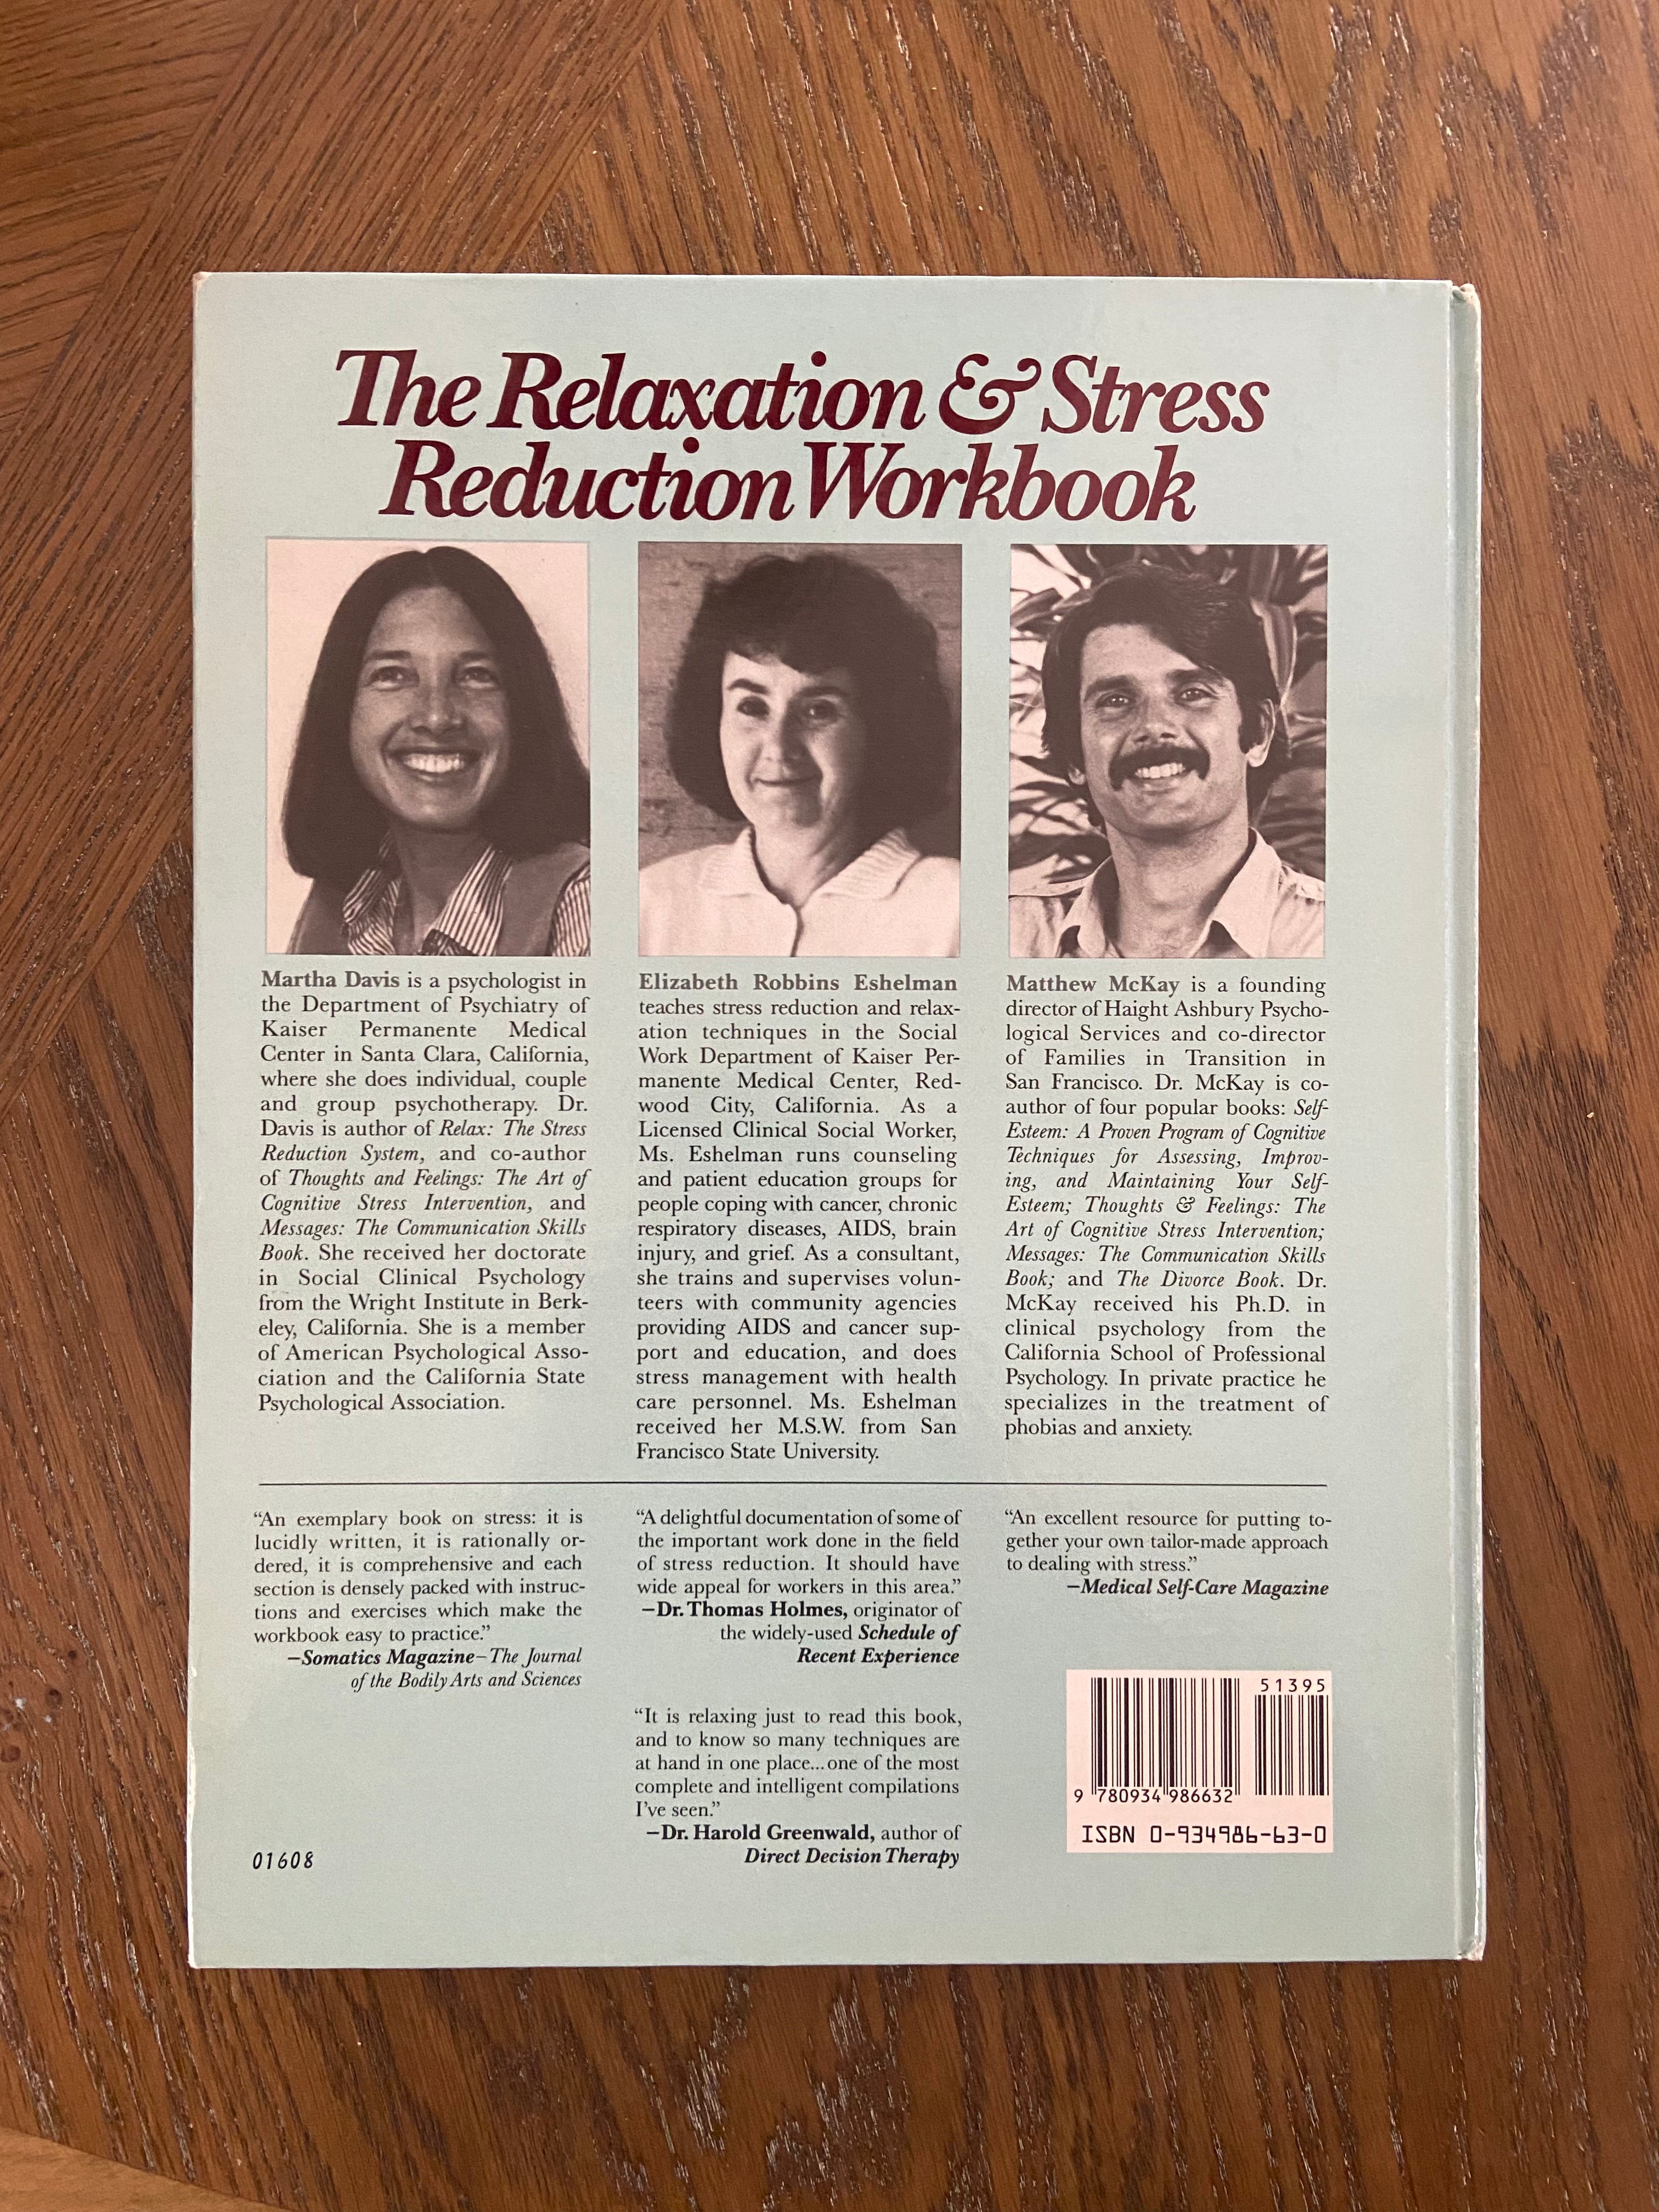 The Relaxation & Stress
Reduction Workbook
Martha Davis is a psychologist in
the Department of Psychiatry of
Kaiser Permanente Medical
Center in Santa Clara, California,
where she does individual, couple
and group psychotherapy. Dr.
Davis is author of Relax: The Stress
Reduction System, and co-author
of Thoughts and Feelings: The Art of
Cognitive Stress Intervention, and
Messages: The Communication Skills
Book. She received her doctorate
in Social Clinical Psychology
from the Wright Institute in Berk-
eley, California. She is a member
of American Psychological Asso-
ciation and the California State
Psychological Association.
Elizabeth Robbins Eshelman
teaches stress reduction and relax-
ation techniques in the Social
Work Department of Kaiser Per-
manente Medical Center, Red-
wood City, California. As a
Licensed Clinical Social Worker,
Ms. Eshelman runs counseling
and patient education groups for
people coping with cancer, chronic
respiratory diseases, AIDS, brain
injury, and grief. As a consultant,
she trains and supervises volun-
teers with community agencies
providing AIDS and cancer sup-
port and education, and does
stress management with health
care personnel. Ms. Eshelman
received her M.S.W. from San
Francisco State University.
Matthew McKay is a founding
director of Haight Ashbury Psycho-
logical Services and co-director
of Families in Transition in
San Francisco. Dr. McKay is co-
author of four popular books: Self-
Esteem: A Proven Program of Cognitive
Techniques for Assessing, Improv-
ing, and Maintaining Your Self-
Esteem; Thoughts & Feelings: The
Art of Cognitive Stress Intervention;
Messages: The Communication Skills
Book; and The Divorce Book. Dr.
McKay received his Ph.D. in
clinical psychology from the
California School of Professional
Psychology. In private practice he
specializes in the treatment of
phobias and anxiety.
“An exemplary book on stress: it is
lucidly written, it is rationally or-
dered, it is comprehensive and each
section is densely packed with instruc-
tions and exercises which make the
workbook easy to practice.”
—Somatics Magazine—The Journal
of the Bodily Arts and Sciences
“A delightful documentation of some of
the important work done in the field
of stress reduction. It should have
wide appeal for workers in this area.”
—Dr. Thomas Holmes, originator of
the widely-used Schedule of
Recent Experience
“It is relaxing just to read this book,
and to know so many techniques are
at hand in one place...one of the most
complete and intelligent compilations
I've seen.”
—Dr. Harold Greenwald, author of
Direct Decision Therapy
“An excellent resource for putting to-
gether your own tailor-made approach
to dealing with stress.”
—Medical Self-Care Magazine
51395
9 780934 986632
ISBN 0-934986-63-0
01608